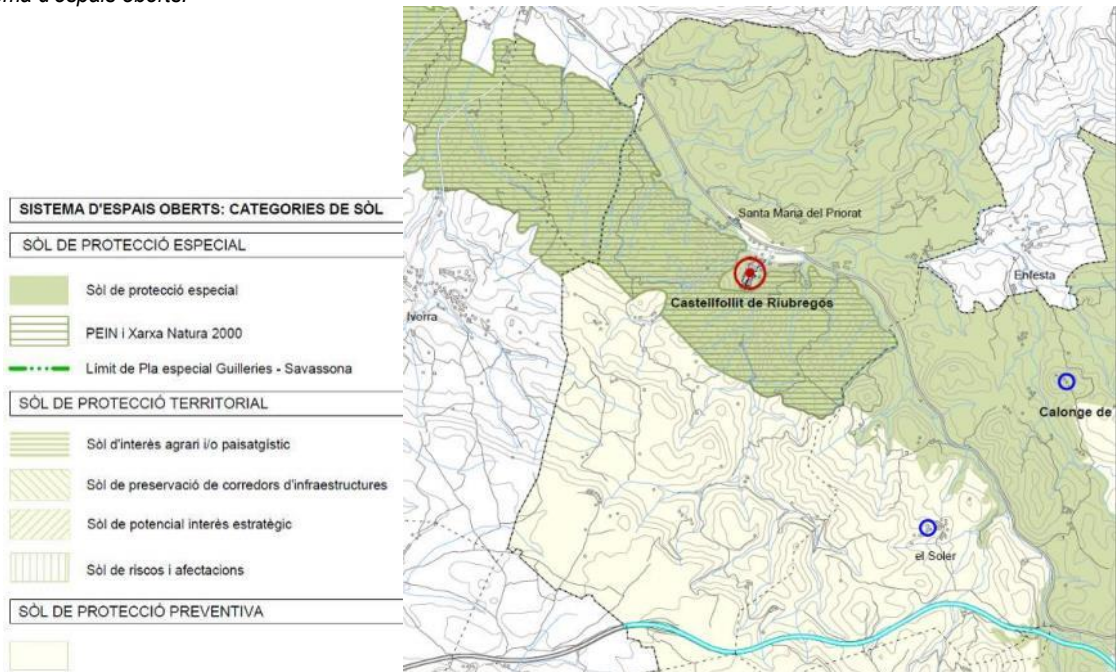 SISTEMA D'ESPAIS OBERTS: CATEGORIES DE SÒL
SÒL DE PROTECCIÓ ESPECIAL
Sòl de protecció especial
PEIN i Xarxa Natura 2000
Límit de Pla especial Guilleries - Savassona
SÒL DE PROTECCIÓ TERRITORIAL
Sòl d'interès agrari i/o paisatgístic
Sòl de preservació de corredors d'infraestructures
Sòl de potencial interès estratègic
Sòl de riscos i afectacions
SÒL DE PROTECCIÓ PREVENTIVA
Santa Maria del Priorat
Enfesta
Castellfollit de Riubregós
Ivorra
Calonge de
el Soler